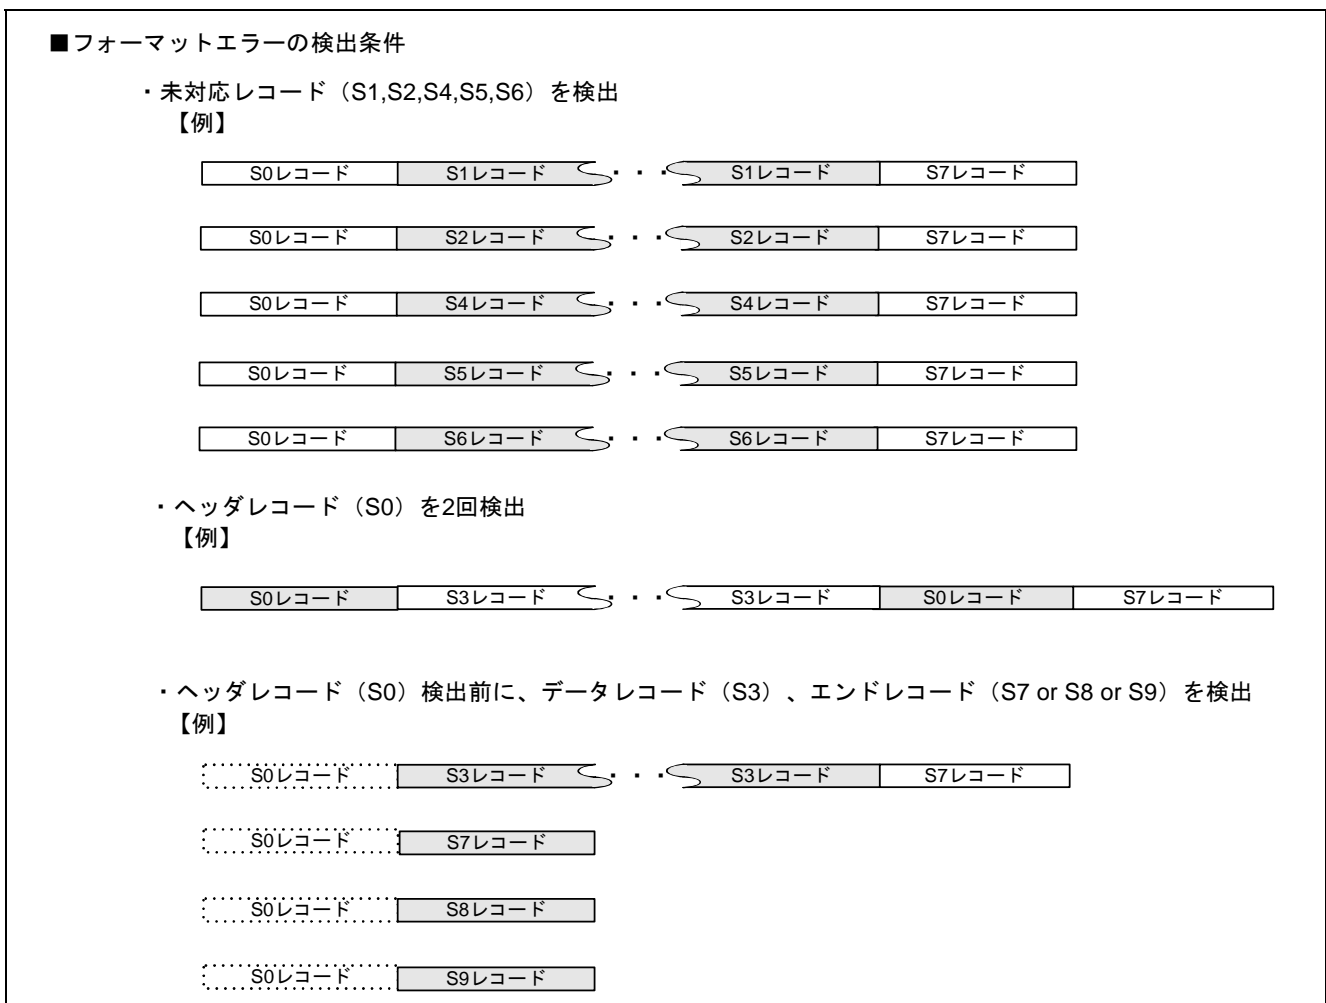 ■フォーマットエラーの検出条件
・未対応レコード（S1,S2,S4,S5,S6）を検出
【例】
S0レコード S1レコード ・・・ S1レコード S7レコード
S0レコード S2レコード ・・・ S2レコード S7レコード
S0レコード S4レコード ・・・ S4レコード S7レコード
S0レコード S5レコード ・・・ S5レコード S7レコード
S0レコード S6レコード ・・・ S6レコード S7レコード
・ヘッダレコード（S0）を2回検出
【例】
S0レコード S3レコード ・・・ S3レコード S0レコード S7レコード
・ヘッダレコード（S0）検出前に、データレコード（S3）、エンドレコード（S7 or S8 or S9）を検出
【例】
S0レコード S3レコード ・・・ S3レコード S7レコード
S0レコード S7レコード
S0レコード S8レコード
S0レコード S9レコード